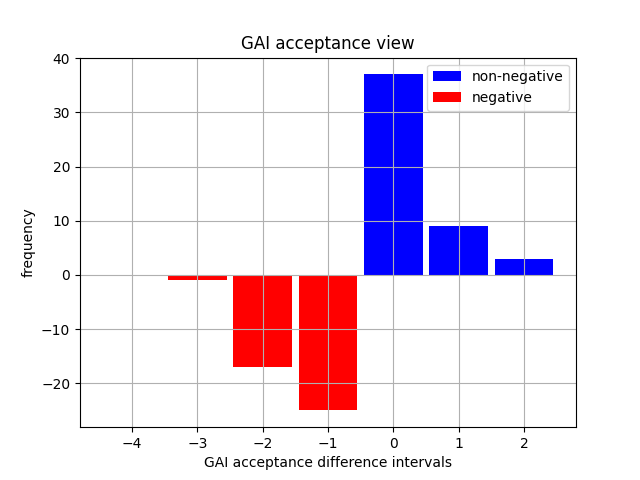 GAI acceptance view
non-negative
negative
frequency
40
30
20
10
0
−10
−20
−4 −3 −2 −1 0 1 2
GAI acceptance difference intervals